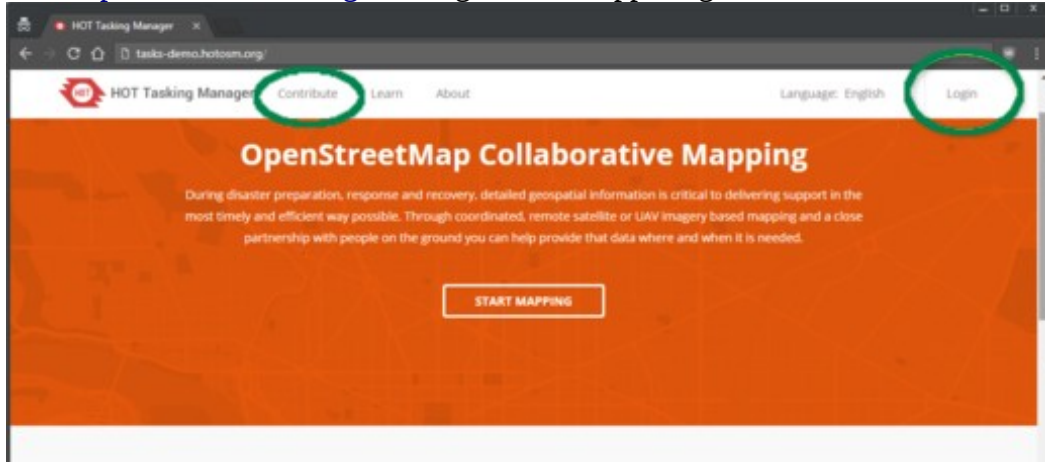 HOT Tasking Manager
tasks-demo.hotosm.org/
HOT
HOT Tasking Manager Contribute Learn About Language: English Login
OpenStreetMap Collaborative Mapping
During disaster preparation, response and recovery, detailed geospatial information is critical to delivering support in the
most timely and efficient way possible. Through coordinated, remote satellite or UAV imagery based mapping and a close
partnership with people on the ground you can help provide that data where and when it is needed.
START MAPPING